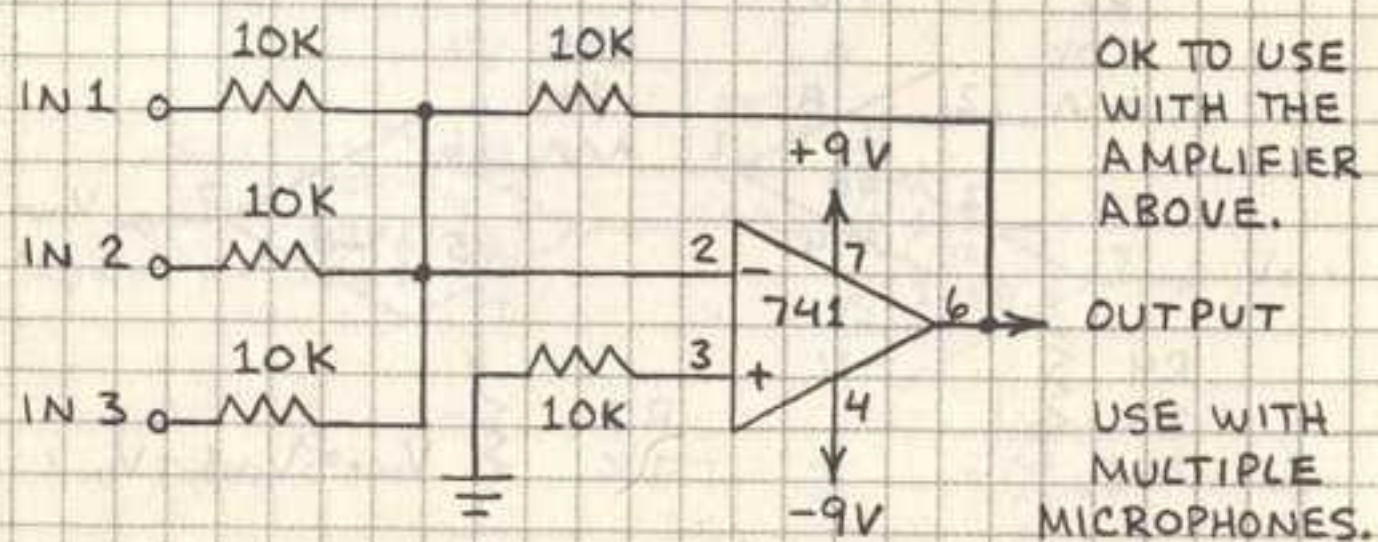 10K
10K
OK TO USE
WITH THE
AMPLIFIER
ABOVE.
IN 1
+9V
10K
IN 2
2
-
7
741
6
OUTPUT
10K
3
+
IN 3
10K
4
USE WITH
MULTIPLE
MICROPHONES.
-9V